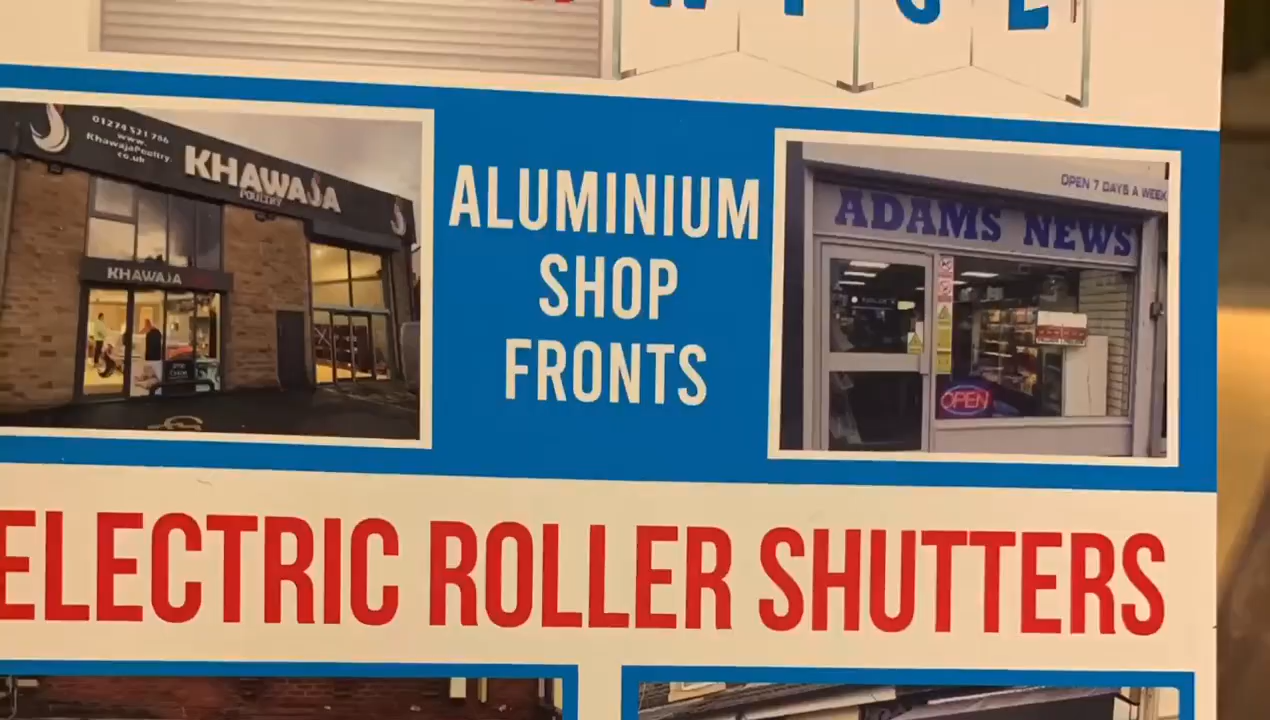 01274 521 786
www.
KhawajaPoultry.
co.uk
KHAWAJA
POULTRY
KHAWAJA
ALUMINIUM
SHOP
FRONTS
OPEN 7 DAYS A WEEK
ADAMS NEWS
OPEN
ELECTRIC ROLLER SHUTTERS